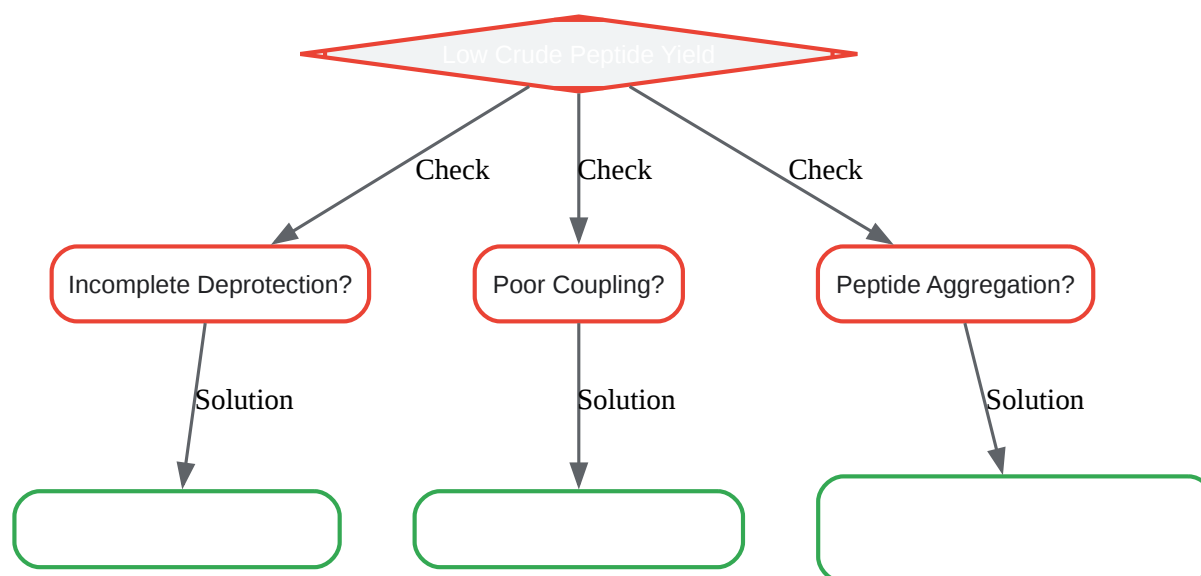 Low Crude Peptide Yield
Check Check Check
Incomplete Deprotection? Poor Coupling? Peptide Aggregation?
Solution Solution Solution